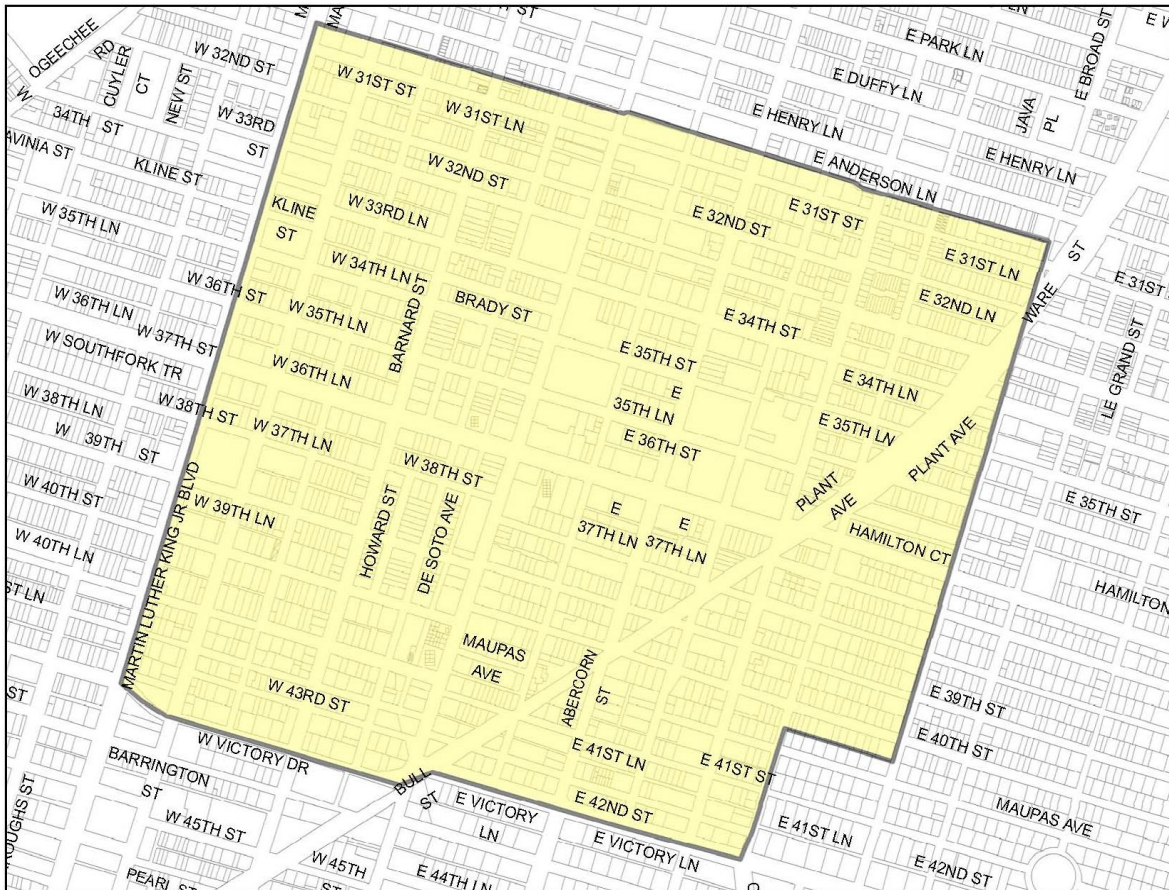 OGEECHEE
RD
W
CUYLER
CT
NEW ST
W 32ND ST
34TH ST
W 33RD
ST
AVINIA ST
KLINE ST
W 35TH LN
W 36TH ST
W 36TH LN
W 37TH ST
W SOUTHFORK TR
W 38TH LN
W 38TH ST
W 39TH ST
W 40TH ST
W 40TH LN
ST LN
MARTIN LUTHER KING JR BLVD
ST
BARRINGTON
ST
W VICTORY DR
W 45TH ST
ROUGHS ST
PEARL ST
W 45TH
ST
W 31ST ST
W 31ST LN
W 32ND ST
KLINE
ST
W 33RD LN
W 34TH LN
BARNARD ST
W 35TH LN
BRADY ST
W 36TH LN
W 37TH LN
W 38TH ST
W 39TH LN
HOWARD ST
DE SOTO AVE
MAUPAS
AVE
W 43RD ST
BULL
ST
ABERCORN
ST
E 41ST LN
E 41ST ST
E 42ND ST
E VICTORY
LN
E VICTORY LN
E 44TH LN
E 32ND ST
E 31ST ST
E 31ST LN
E 32ND LN
E 34TH ST
E 34TH LN
E 35TH ST
E
35TH LN
E 35TH LN
E 36TH ST
E
37TH LN
E
37TH LN
PLANT
AVE
PLANT AVE
HAMILTON CT
E PARK LN
E BROAD ST
E DUFFY LN
JAVA
PL
E HENRY LN
E HENRY LN
E ANDERSON LN
WARE ST
E 31ST
LE GRAND ST
E 35TH ST
HAMILTON
E 39TH ST
E 40TH ST
MAUPAS AVE
E 41ST LN
E 42ND ST